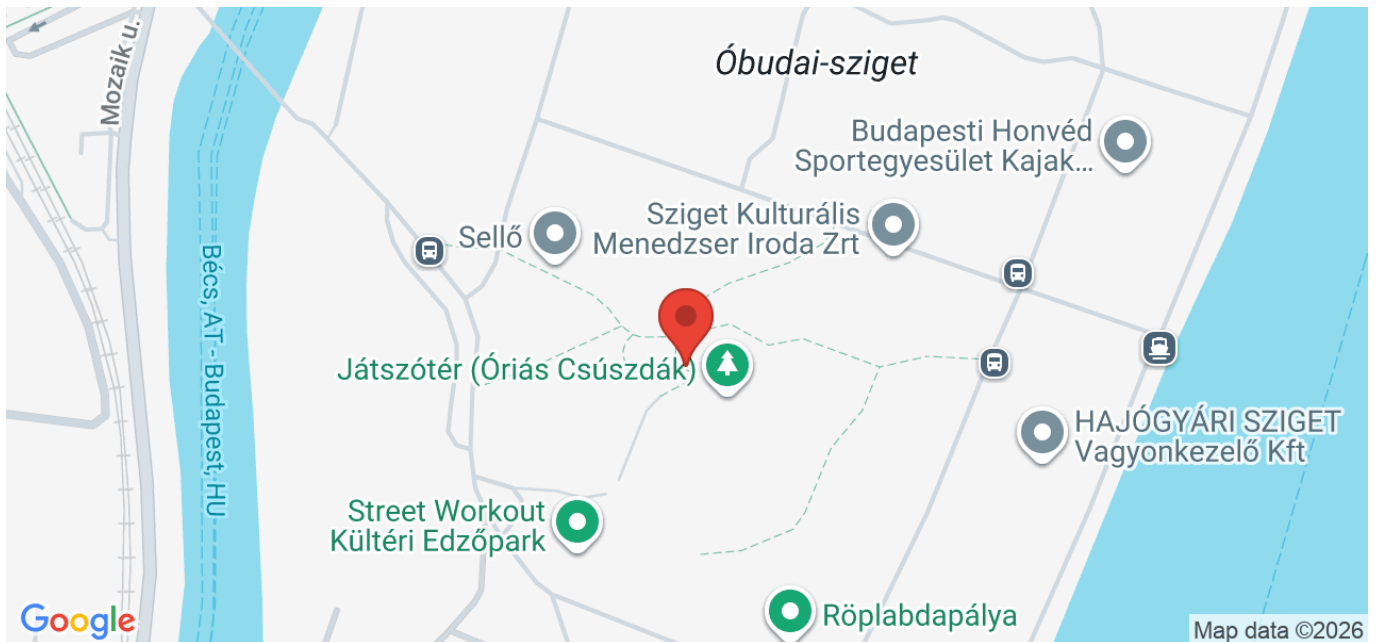 Mozaik u.
Óbudai-sziget
Budapesti Honvéd
Sportegyesület Kajak...
Sziget Kulturális
Menedzser Iroda Zrt
Sellő
Bécs, AT - Budapest, HU
Játszótér (Óriás Csúszdák)
HAJÓGYÁRI SZIGET
Vagyonkezelő Kft
Street Workout
Kültéri Edzőpark
Röplabdapálya
Google
Map data ©2026